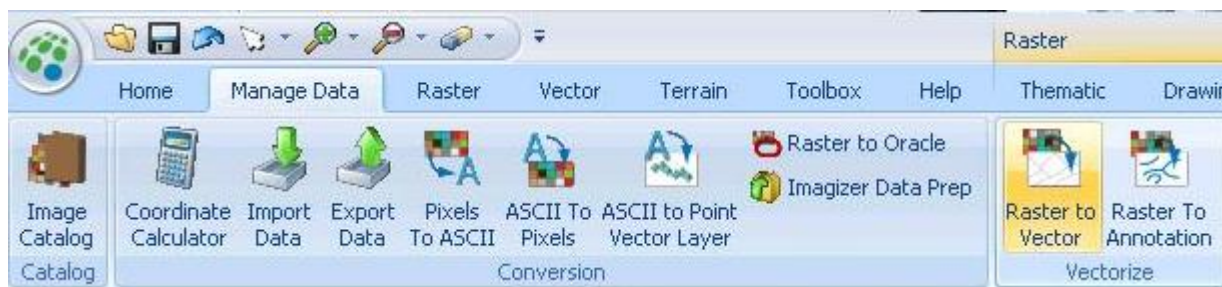 Raster
Home Manage Data Raster Vector Terrain Toolbox Help Thematic
Raster to Oracle
Imagizer Data Prep
Image Catalog
Coordinate Calculator
Import Data
Export Data
Pixels To ASCII
ASCII To Pixels
ASCII to Point Vector Layer
Raster to Vector
Raster To Annotation
Catalog Conversion Vectorize